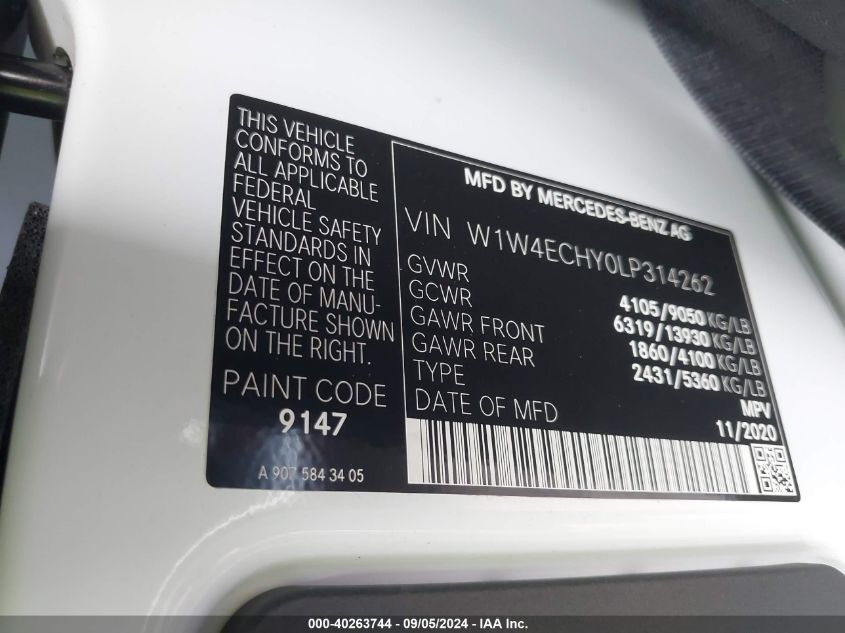 THIS VEHICLE
CONFORMS TO
ALL APPLICABLE
FEDERAL
VEHICLE SAFETY
STANDARDS IN
EFFECT ON THE
DATE OF MANU-
FACTURE SHOWN
ON THE RIGHT.
PAINT CODE
9147
A 907 584 34 05
MFD BY MERCEDES-BENZ AG
VIN W1W4ECHY0LP314262
GVWR 4105/9050 KG/LB
GCWR 6319/13930 KG/LB
GAWR FRONT 1860/4100 KG/LB
GAWR REAR 2431/5360 KG/LB
TYPE MPV
DATE OF MFD 11/2020
000-40263744 - 09/05/2024 - IAA Inc.